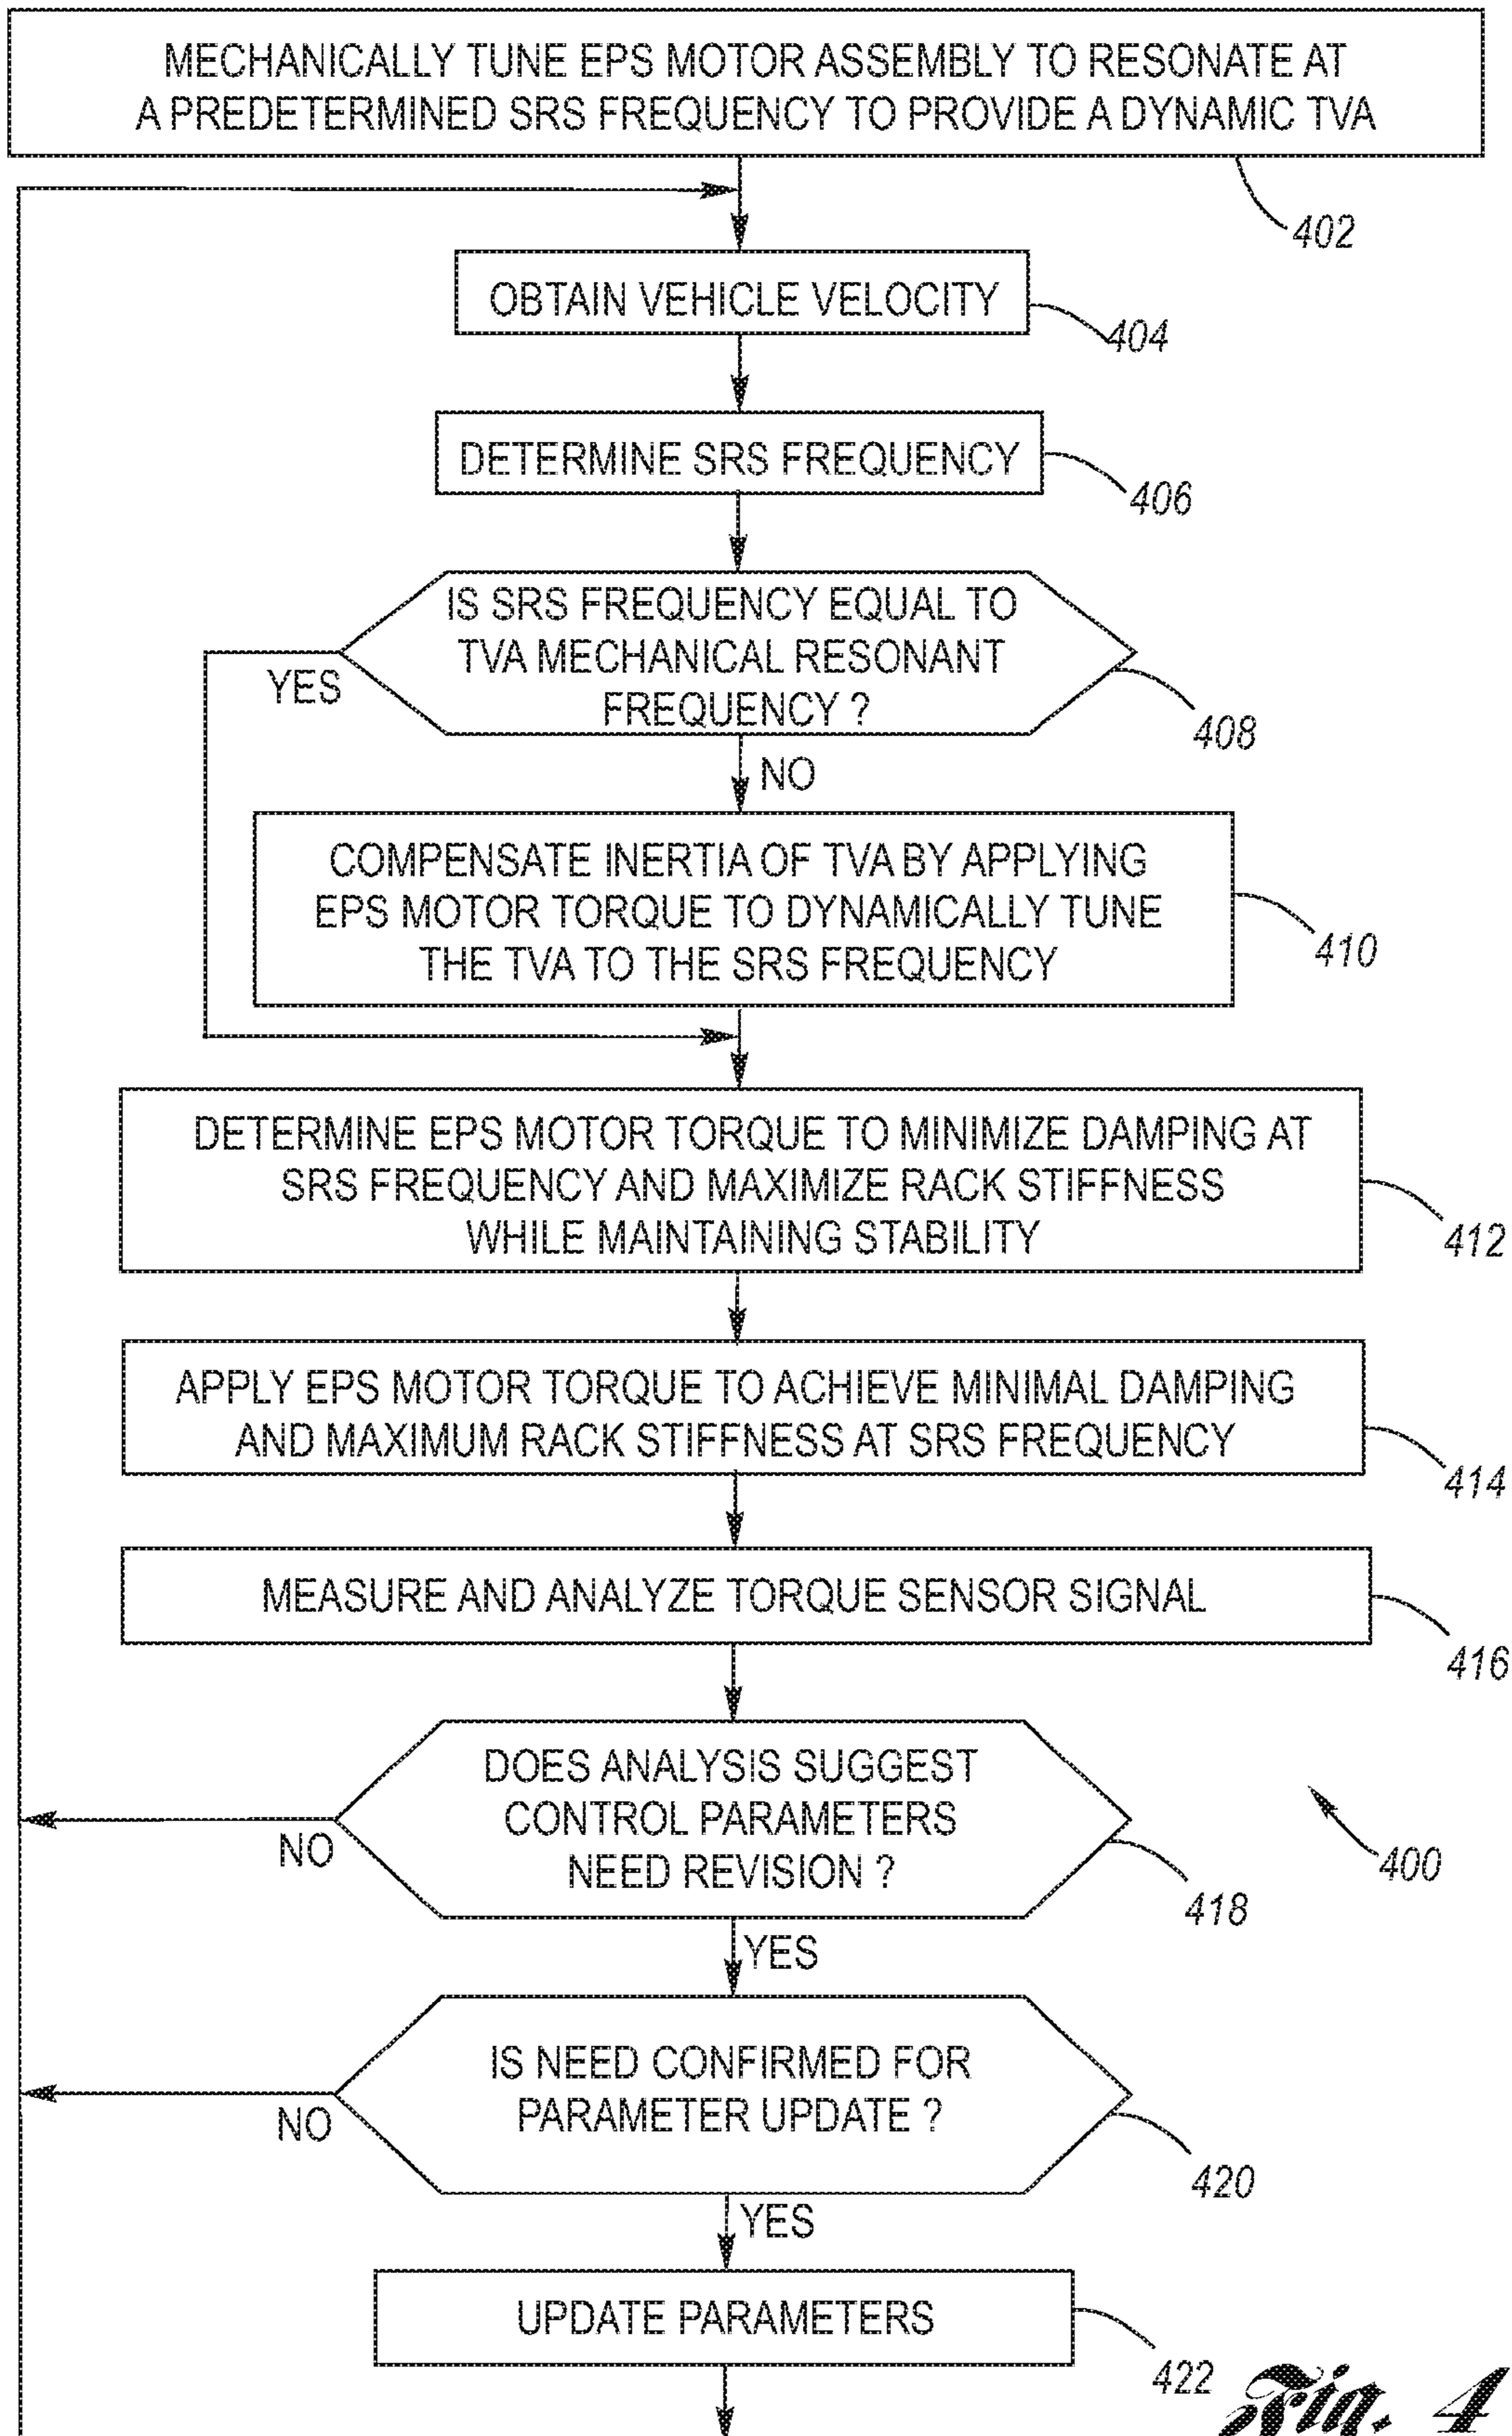 MECHANICALLY TUNE EPS MOTOR ASSEMBLY TO RESONATE AT
A PREDETERMINED SRS FREQUENCY TO PROVIDE A DYNAMIC TVA
402
OBTAIN VEHICLE VELOCITY
404
DETERMINE SRS FREQUENCY
406
IS SRS FREQUENCY EQUAL TO
TVA MECHANICAL RESONANT
FREQUENCY ?
YES
408
NO
COMPENSATE INERTIA OF TVA BY APPLYING
EPS MOTOR TORQUE TO DYNAMICALLY TUNE
THE TVA TO THE SRS FREQUENCY
410
DETERMINE EPS MOTOR TORQUE TO MINIMIZE DAMPING AT
SRS FREQUENCY AND MAXIMIZE RACK STIFFNESS
WHILE MAINTAINING STABILITY
412
APPLY EPS MOTOR TORQUE TO ACHIEVE MINIMAL DAMPING
AND MAXIMUM RACK STIFFNESS AT SRS FREQUENCY
414
MEASURE AND ANALYZE TORQUE SENSOR SIGNAL
416
DOES ANALYSIS SUGGEST
CONTROL PARAMETERS
NEED REVISION ?
NO
418
400
YES
IS NEED CONFIRMED FOR
PARAMETER UPDATE ?
NO
420
YES
UPDATE PARAMETERS
422
Fig. 4